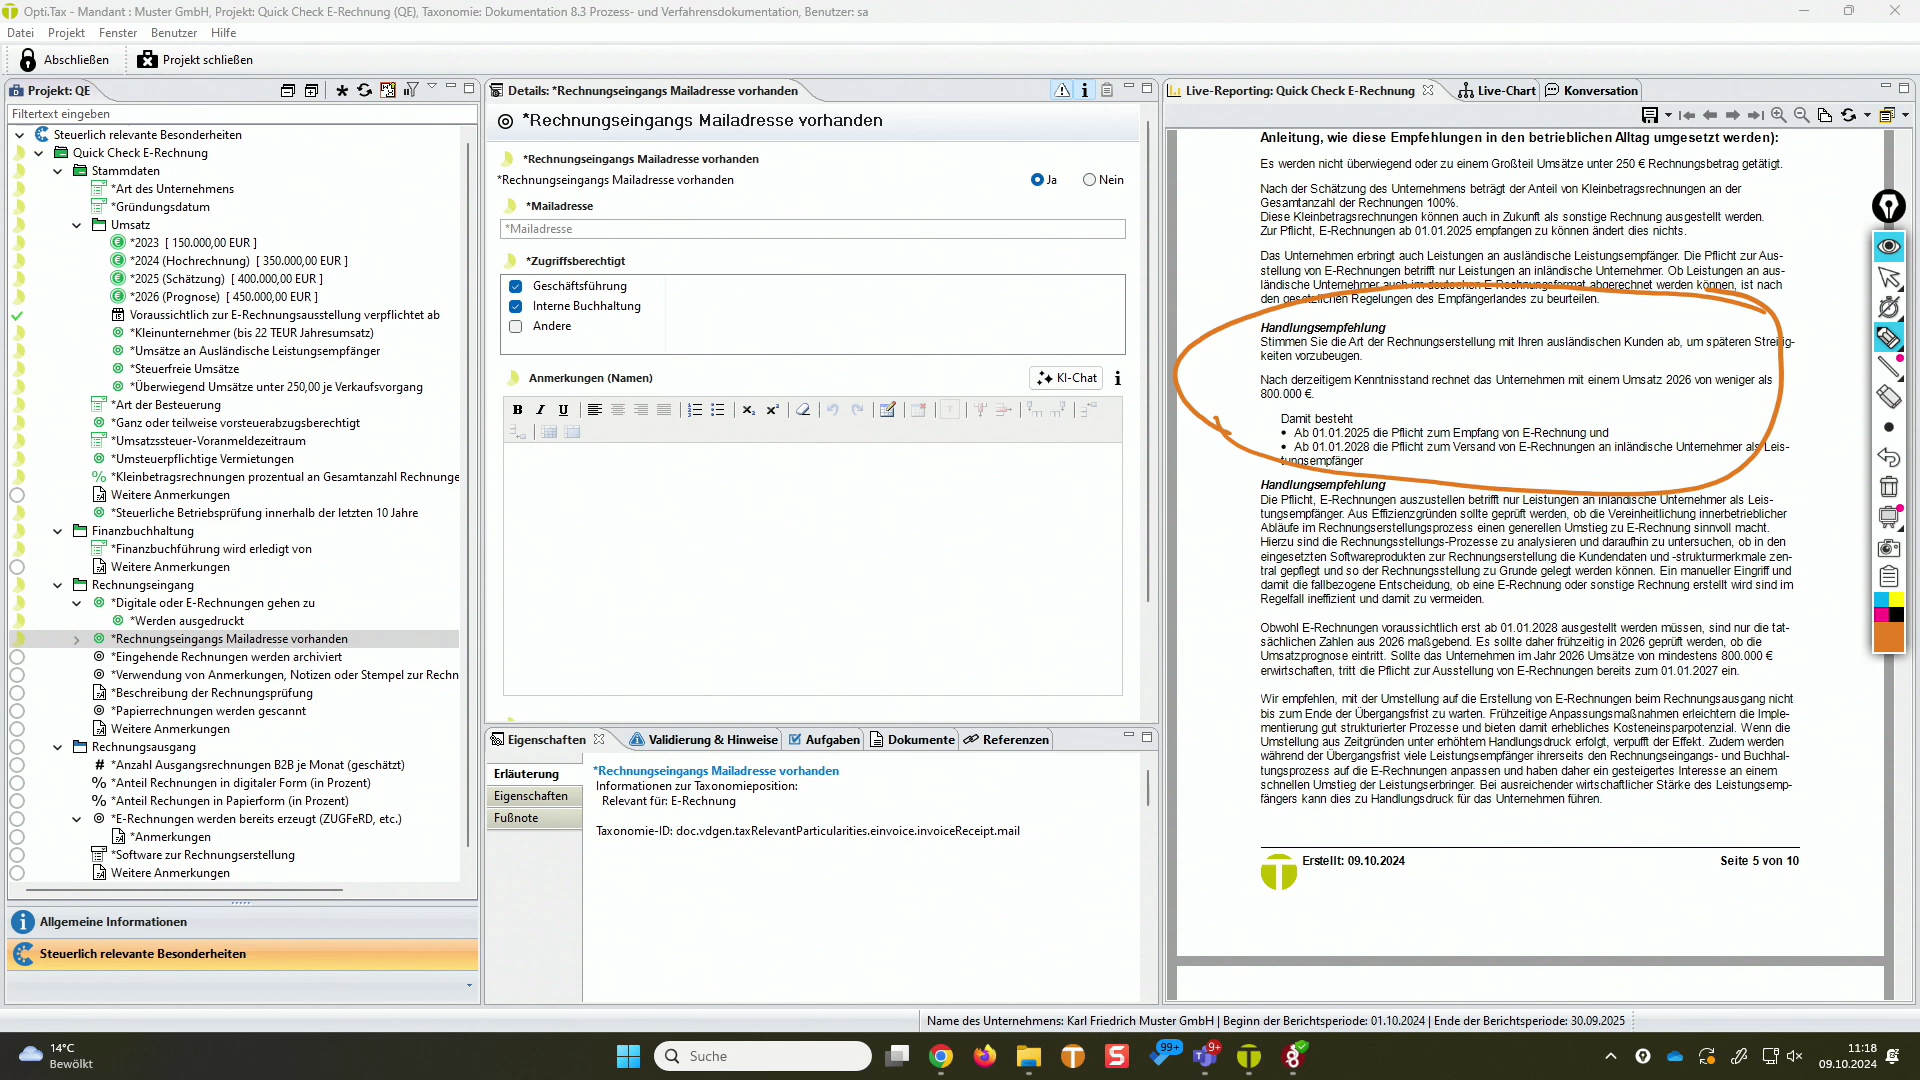 Opti.Tax - Mandant : Muster GmbH, Projekt: Quick Check E-Rechnung (QE), Taxonomie: Dokumentation 8.3 Prozess- und Verfahrensdokumentation, Benutzer: sa
Datei Projekt Fenster Benutzer Hilfe
Abschließen Projekt schließen
Projekt: QE
Filtertext eingeben
Steuerlich relevante Besonderheiten
Quick Check E-Rechnung
Stammdaten
*Art des Unternehmens
*Gründungsdatum
Umsatz
*2023 [ 150.000,00 EUR ]
*2024 (Hochrechnung) [ 350.000,00 EUR ]
*2025 (Schätzung) [ 400.000,00 EUR ]
*2026 (Prognose) [ 450.000,00 EUR ]
Voraussichtlich zur E-Rechnungsausstellung verpflichtet ab
*Kleinunternehmer (bis 22 TEUR Jahresumsatz)
*Umsätze an Ausländische Leistungsempfänger
*Steuerfreie Umsätze
*Überwiegend Umsätze unter 250,00 je Verkaufsvorgang
*Art der Besteuerung
*Ganz oder teilweise vorsteuerabzugsberechtigt
*Umsatzssteuer-Voranmeldezeitraum
*Umsteuerpflichtige Vermietungen
*Kleinbetragsrechnungen prozentual an Gesamtanzahl Rechnunge
Weitere Anmerkungen
*Steuerliche Betriebsprüfung innerhalb der letzten 10 Jahre
Finanzbuchhaltung
*Finanzbuchführung wird erledigt von
Weitere Anmerkungen
Rechnungseingang
*Digitale oder E-Rechnungen gehen zu
*Werden ausgedruckt
*Rechnungseingangs Mailadresse vorhanden
*Eingehende Rechnungen werden archiviert
*Verwendung von Anmerkungen, Notizen oder Stempel zur Rechn
*Beschreibung der Rechnungsprüfung
*Papierrechnungen werden gescannt
Weitere Anmerkungen
Rechnungsausgang
*Anzahl Ausgangsrechnungen B2B je Monat (geschätzt)
*Anteil Rechnungen in digitaler Form (in Prozent)
*Anteil Rechungen in Papierform (in Prozent)
*E-Rechnungen werden bereits erzeugt (ZUGFeRD, etc.)
*Anmerkungen
*Software zur Rechnungserstellung
Weitere Anmerkungen
Allgemeine Informationen
Steuerlich relevante Besonderheiten
Details: *Rechnungseingangs Mailadresse vorhanden
*Rechnungseingangs Mailadresse vorhanden
*Rechnungseingangs Mailadresse vorhanden
*Rechnungseingangs Mailadresse vorhanden Ja Nein
*Mailadresse
*Mailadresse
*Zugriffsberechtigt
Geschäftsführung
Interne Buchhaltung
Andere
Anmerkungen (Namen) KI-Chat
B I U
Eigenschaften Validierung & Hinweise Aufgaben Dokumente Referenzen
Erläuterung
Eigenschaften
Fußnote
*Rechnungseingangs Mailadresse vorhanden
Informationen zur Taxonomieposition:
Relevant für: E-Rechnung
Taxonomie-ID: doc.vdgen.taxRelevantParticularities.einvoice.invoiceReceipt.mail
Live-Reporting: Quick Check E-Rechnung Live-Chart Konversation
Anleitung, wie diese Empfehlungen in den betrieblichen Alltag umgesetzt werden):
Es werden nicht überwiegend oder zu einem Großteil Umsätze unter 250 € Rechnungsbetrag getätigt.
Nach der Schätzung des Unternehmens beträgt der Anteil von Kleinbetragsrechnungen an der
Gesamtanzahl der Rechnungen 100%.
Diese Kleinbetragsrechnungen können auch in Zukunft als sonstige Rechnung ausgestellt werden.
Zur Pflicht, E-Rechnungen ab 01.01.2025 empfangen zu können ändert dies nichts.
Das Unternehmen erbringt auch Leistungen an ausländische Leistungsempfänger. Die Pflicht zur Aus-
stellung von E-Rechnungen betrifft nur Leistungen an inländische Unternehmer. Ob Leistungen an aus-
ländische Unternehmer auch im deutschen E-Rechnungsformat abgerechnet werden können, ist nach
den gesetzlichen Regelungen des Empfängerlandes zu beurteilen.
Handlungsempfehlung
Stimmen Sie die Art der Rechnungserstellung mit Ihren ausländischen Kunden ab, um späteren Streitig-
keiten vorzubeugen.
Nach derzeitigem Kenntnisstand rechnet das Unternehmen mit einem Umsatz 2026 von weniger als
800.000 €.
Damit besteht
• Ab 01.01.2025 die Pflicht zum Empfang von E-Rechnung und
• Ab 01.01.2028 die Pflicht zum Versand von E-Rechnungen an inländische Unternehmer als Leis-
tungsempfänger
Handlungsempfehlung
Die Pflicht, E-Rechnungen auszustellen betrifft nur Leistungen an inländische Unternehmer als Leis-
tungsempfänger. Aus Effizienzgründen sollte geprüft werden, ob die Vereinheitlichung innerbetrieblicher
Abläufe im Rechnungserstellungsprozess einen generellen Umstieg zu E-Rechnung sinnvoll macht.
Hierzu sind die Rechnungsstellungs-Prozesse zu analysieren und daraufhin zu untersuchen, ob in den
eingesetzten Softwareprodukten zur Rechnungserstellung die Kundendaten und -strukturmerkmale zen-
tral gepflegt und so der Rechnungsstellung zu Grunde gelegt werden können. Ein manueller Eingriff und
damit die fallbezogene Entscheidung, ob eine E-Rechnung oder sonstige Rechnung erstellt wird sind im
Regelfall ineffizient und damit zu vermeiden.
Obwohl E-Rechnungen voraussichtlich erst ab 01.01.2028 ausgestellt werden müssen, sind nur die tat-
sächlichen Zahlen aus 2026 maßgebend. Es sollte daher frühzeitig in 2026 geprüft werden, ob die
Umsatzprognose eintritt. Sollte das Unternehmen im Jahr 2026 Umsätze von mindestens 800.000 €
erwirtschaften, tritt die Pflicht zur Ausstellung von E-Rechnungen bereits zum 01.01.2027 ein.
Wir empfehlen, mit der Umstellung auf die Erstellung von E-Rechnungen beim Rechnungsausgang nicht
bis zum Ende der Übergangsfrist zu warten. Frühzeitige Anpassungsmaßnahmen erleichtern die Imple-
mentierung gut strukturierter Prozesse und bieten damit erhebliches Kosteneinsparpotenzial. Wenn die
Umstellung aus Zeitgründen unter erhöhtem Handlungsdruck erfolgt, verpufft der Effekt. Zudem werden
während der Übergangsfrist viele Leistungsempfänger ihrerseits den Rechnungseingangs- und Buchhal-
tungsprozess auf die E-Rechnungen anpassen und haben daher ein gesteigertes Interesse an einem
schnellen Umstieg der Leistungserbringer. Bei ausreichender wirtschaftlicher Stärke des Leistungsemp-
fängers kann dies zu Handlungsdruck für das Unternehmen führen.
Erstellt: 09.10.2024 Seite 5 von 10
Name des Unternehmens: Karl Friedrich Muster GmbH | Beginn der Berichtsperiode: 01.10.2024 | Ende der Berichtsperiode: 30.09.2025
14°C
Bewölkt
Suche
99+
9+
11:18
09.10.2024